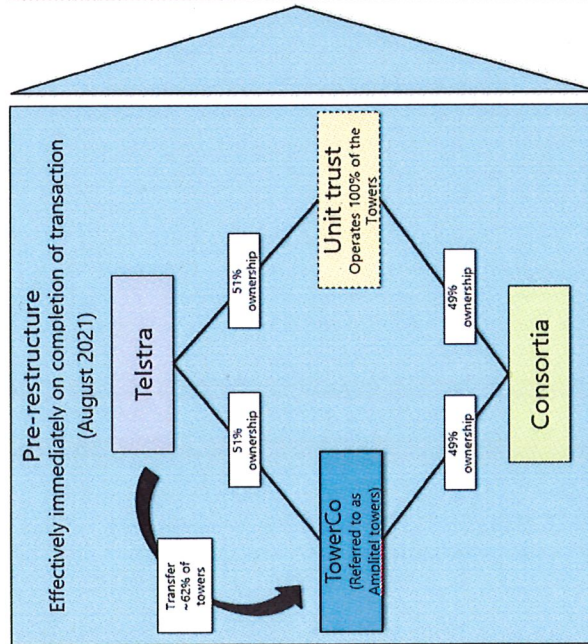 Pre-restructure
Effectively immediately on completion of transaction
(August 2021)
Transfer
~62% of
towers
Telstra
51%
ownership
51%
ownership
TowerCo
(Referred to as
Amplitel towers)
Unit trust
Operates 100% of the
Towers
49%
ownership
49%
ownership
Consortia